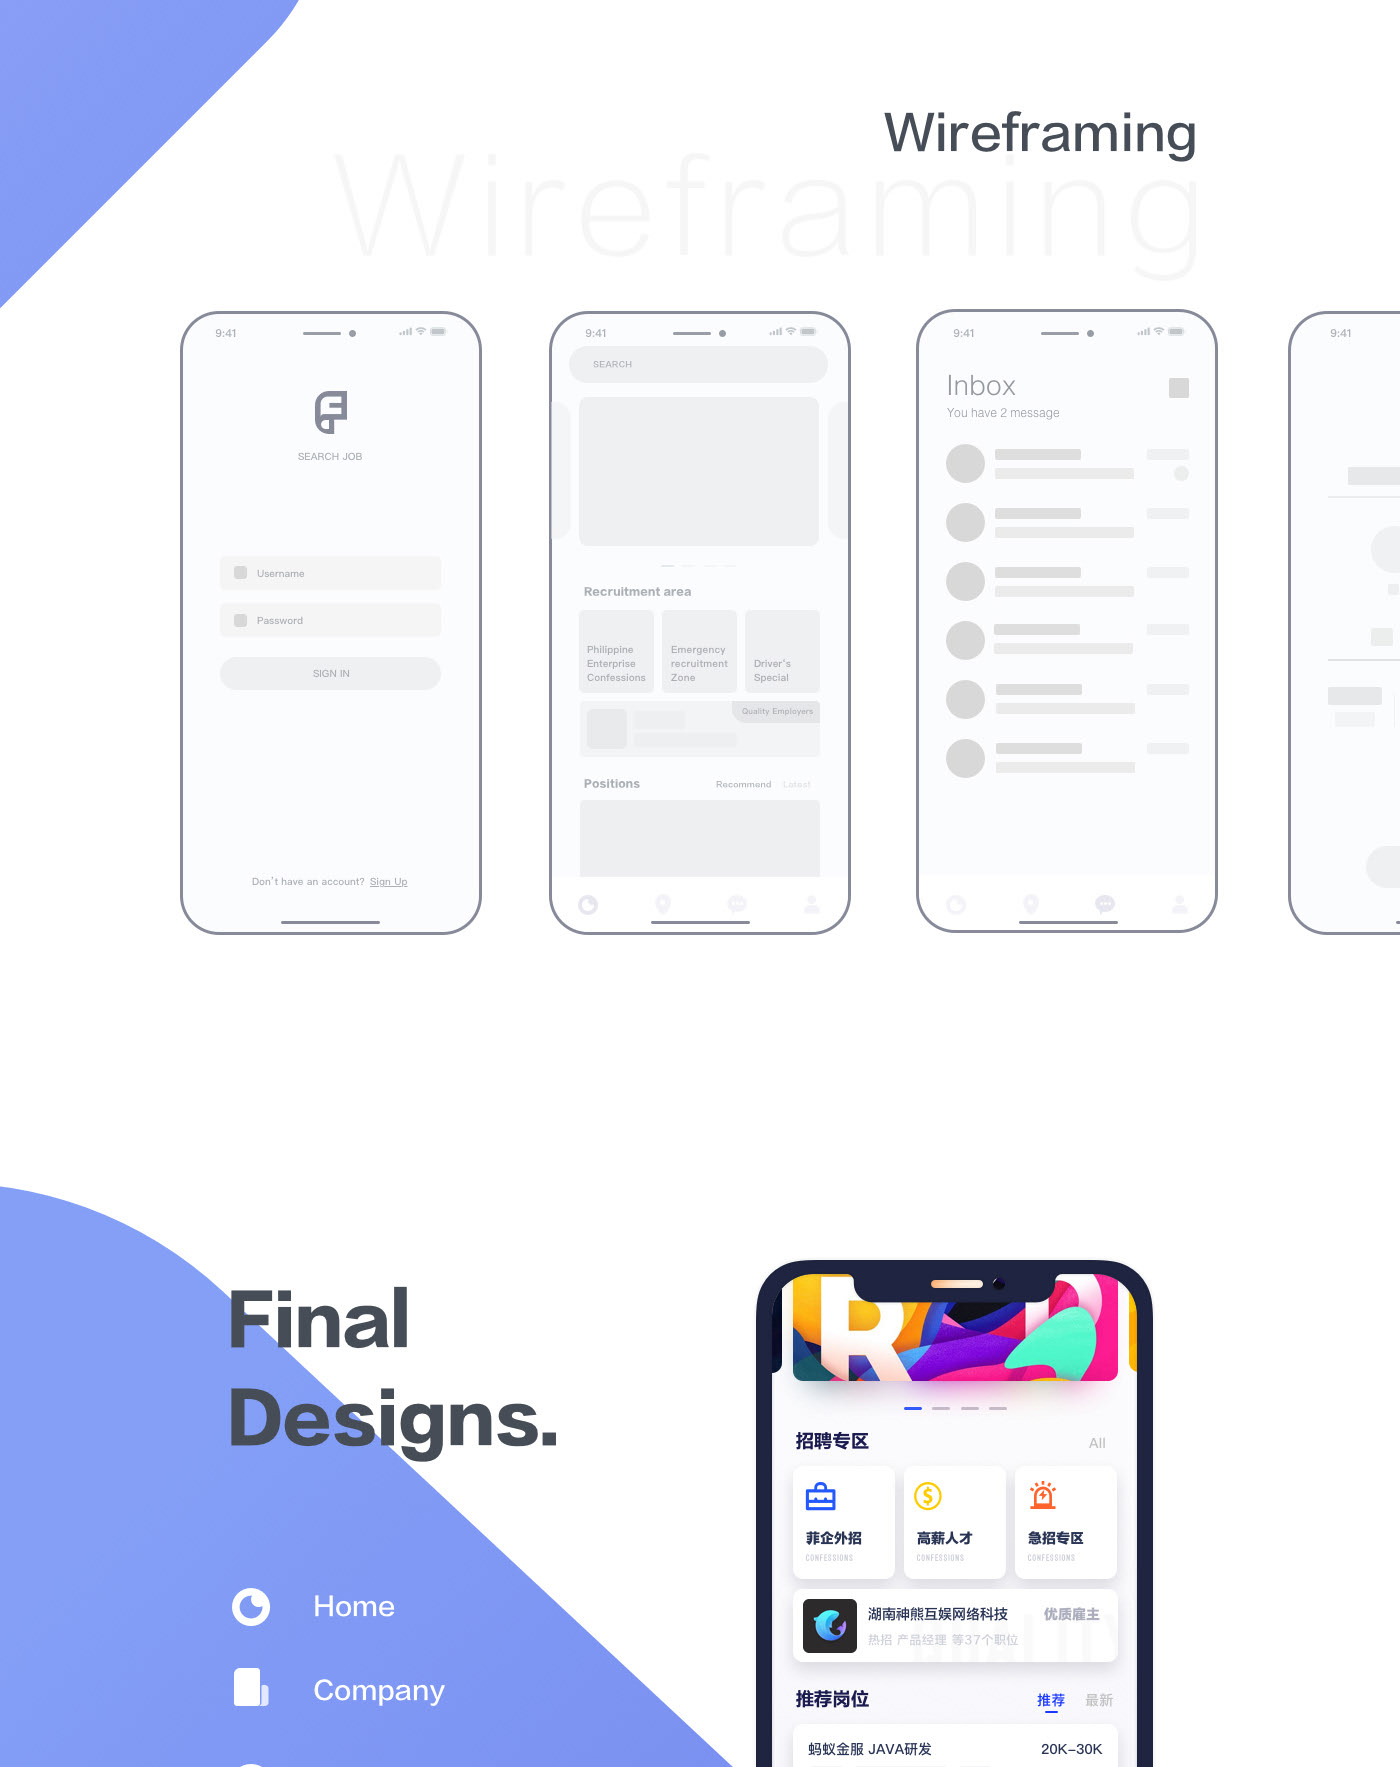 Wireframing
Wireframing
9:41
SEARCH JOB
Username
Password
SIGN IN
Don't have an account? Sign Up
9:41
SEARCH
Recruitment area
Philippine
Enterprise
Confessions
Emergency
recruitment
Zone
Driver's
Special
Quality Employers
Positions
Recommend
Latest
9:41
Inbox
You have 2 message
9:41
Final
Designs.
Home
Company
R
招聘专区
All
菲企外招
CONFESSIONS
高薪人才
CONFESSIONS
急招专区
CONFESSIONS
湖南神熊互娱网络科技
优质雇主
热招 产品经理 等37个职位
推荐岗位
推荐
最新
蚂蚁金服 JAVA研发
20K-30K